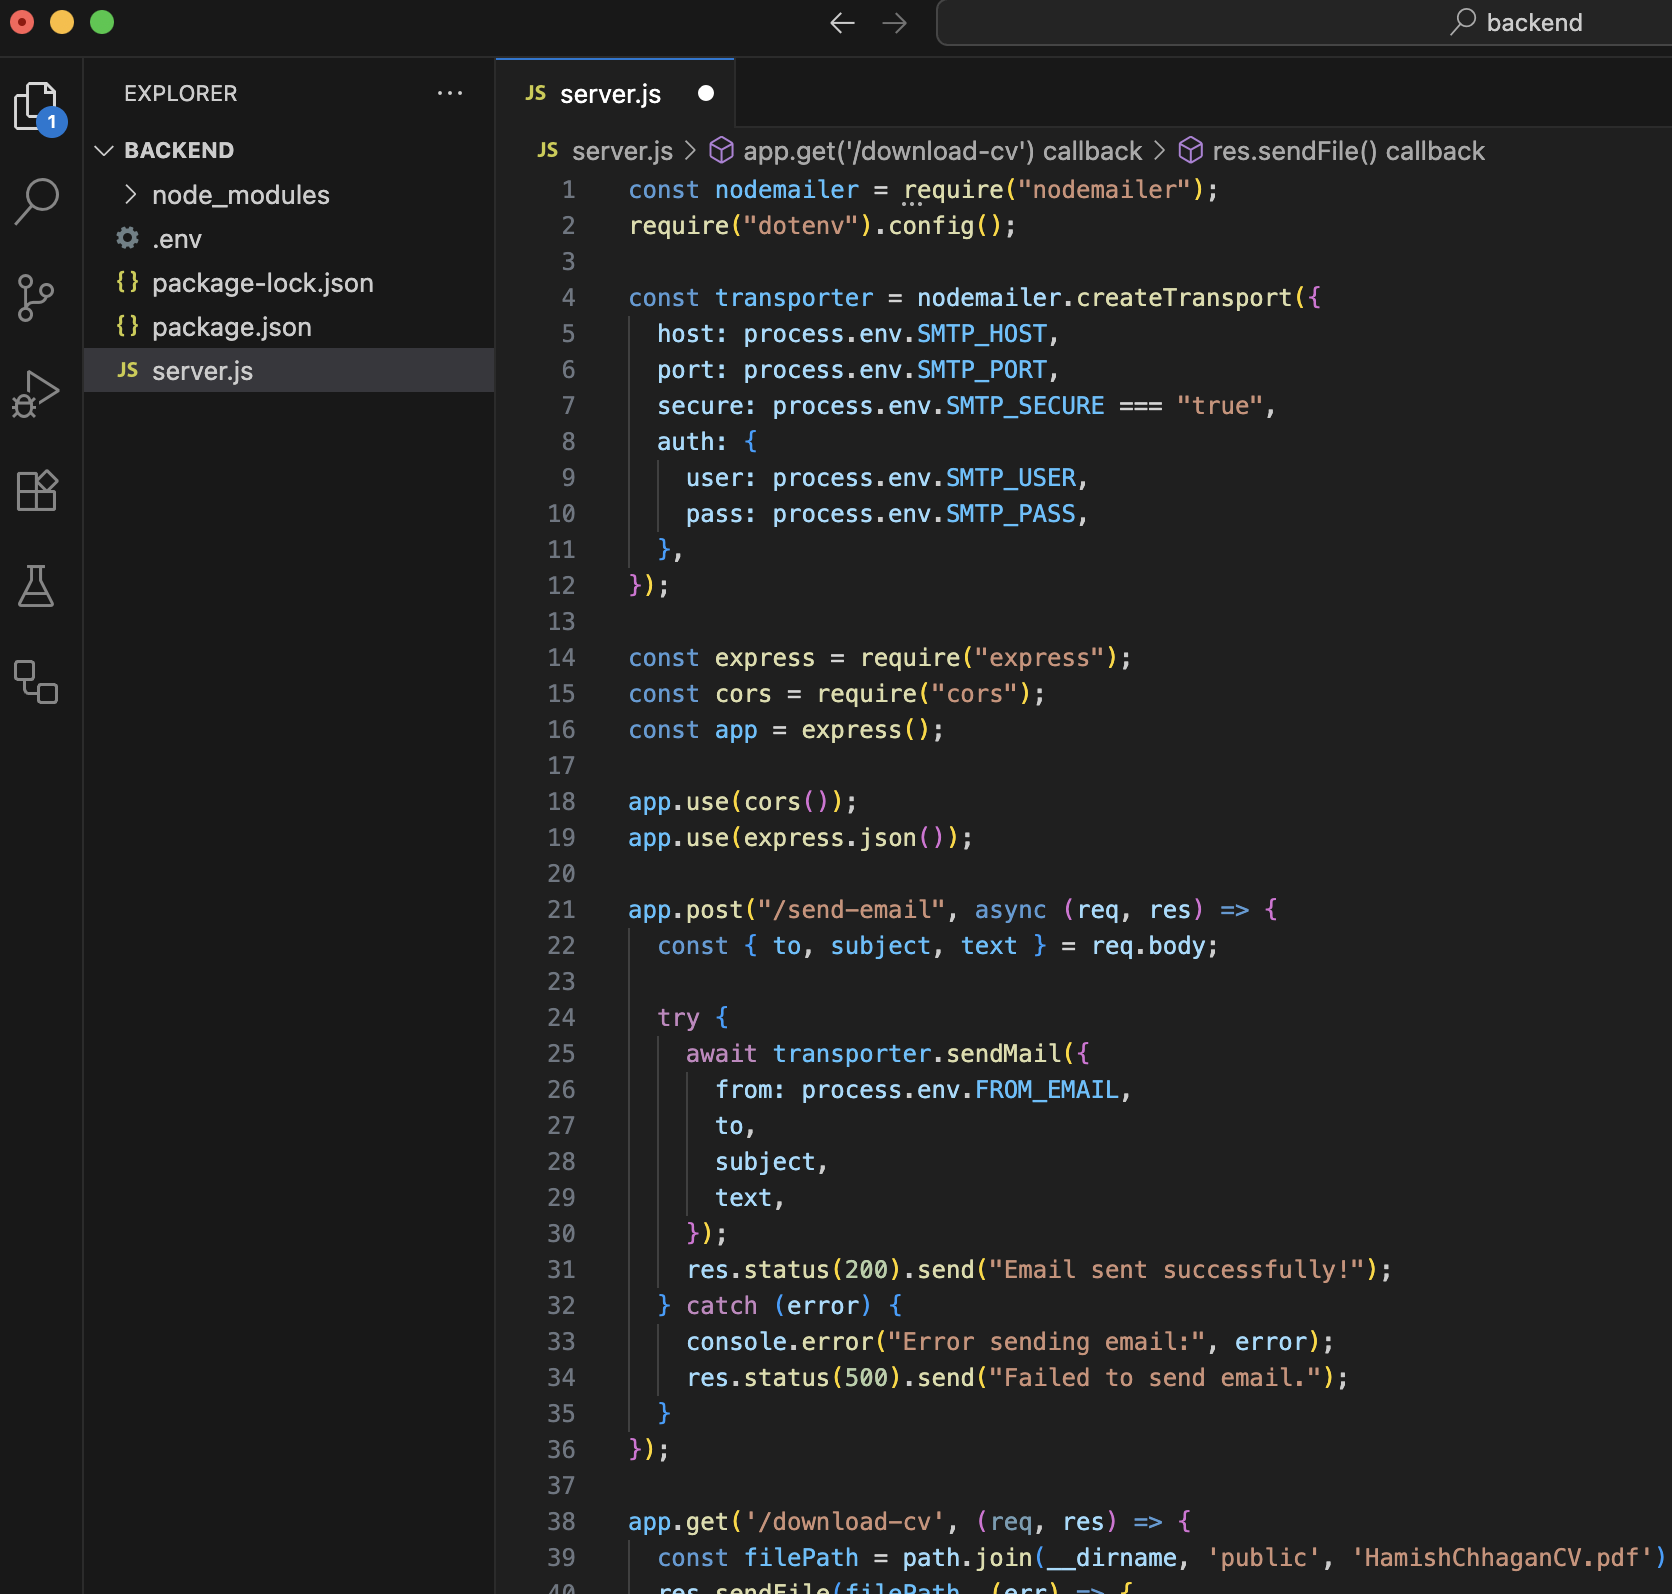 backend
EXPLORER
1
BACKEND
node_modules
.env
{} package-lock.json
{} package.json
JS server.js
JS server.js
JS server.js > app.get('/download-cv') callback > res.sendFile() callback
1 const nodemailer = require("nodemailer");
2 require("dotenv").config();
3
4 const transporter = nodemailer.createTransport({
5 host: process.env.SMTP_HOST,
6 port: process.env.SMTP_PORT,
7 secure: process.env.SMTP_SECURE === "true",
8 auth: {
9 user: process.env.SMTP_USER,
10 pass: process.env.SMTP_PASS,
11 },
12 });
13
14 const express = require("express");
15 const cors = require("cors");
16 const app = express();
17
18 app.use(cors());
19 app.use(express.json());
20
21 app.post("/send-email", async (req, res) => {
22 const { to, subject, text } = req.body;
23
24 try {
25 await transporter.sendMail({
26 from: process.env.FROM_EMAIL,
27 to,
28 subject,
29 text,
30 });
31 res.status(200).send("Email sent successfully!");
32 } catch (error) {
33 console.error("Error sending email:", error);
34 res.status(500).send("Failed to send email.");
35 }
36 });
37
38 app.get('/download-cv', (req, res) => {
39 const filePath = path.join(__dirname, 'public', 'HamishChhaganCV.pdf')
40 res.sendFile(filePath, (err) => {